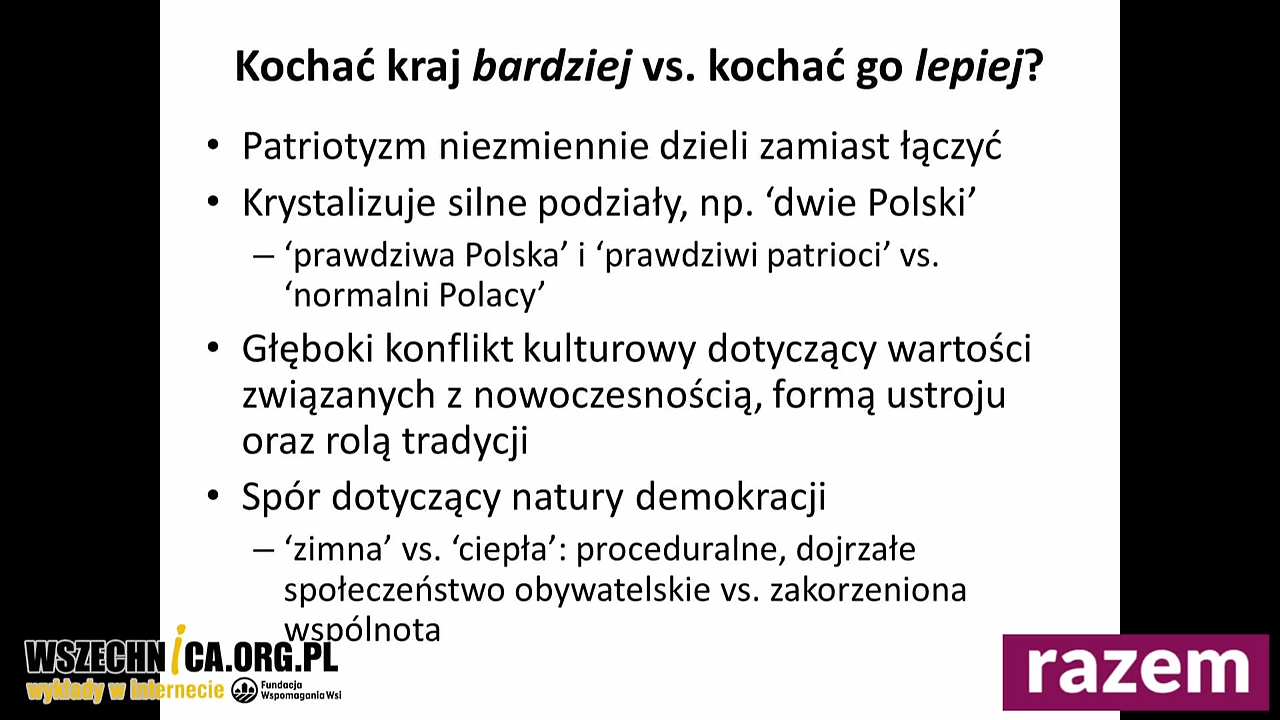 Kochać kraj bardziej vs. kochać go lepiej?
• Patriotyzm niezmiennie dzieli zamiast łączyć
• Krystalizuje silne podziały, np. ‘dwie Polski’
– ‘prawdziwa Polska’ i ‘prawdziwi patrioci’ vs.
‘normalni Polacy’
• Głęboki konflikt kulturowy dotyczący wartości
związanych z nowoczesnością, formą ustroju
oraz rolą tradycji
• Spór dotyczący natury demokracji
– ‘zimna’ vs. ‘ciepła’: proceduralne, dojrzałe
społeczeństwo obywatelskie vs. zakorzeniona
wspólnota
WSZECHNICA.ORG.PL
wykłady w internecie
Fundacja
Wspomagania Wsi
razem